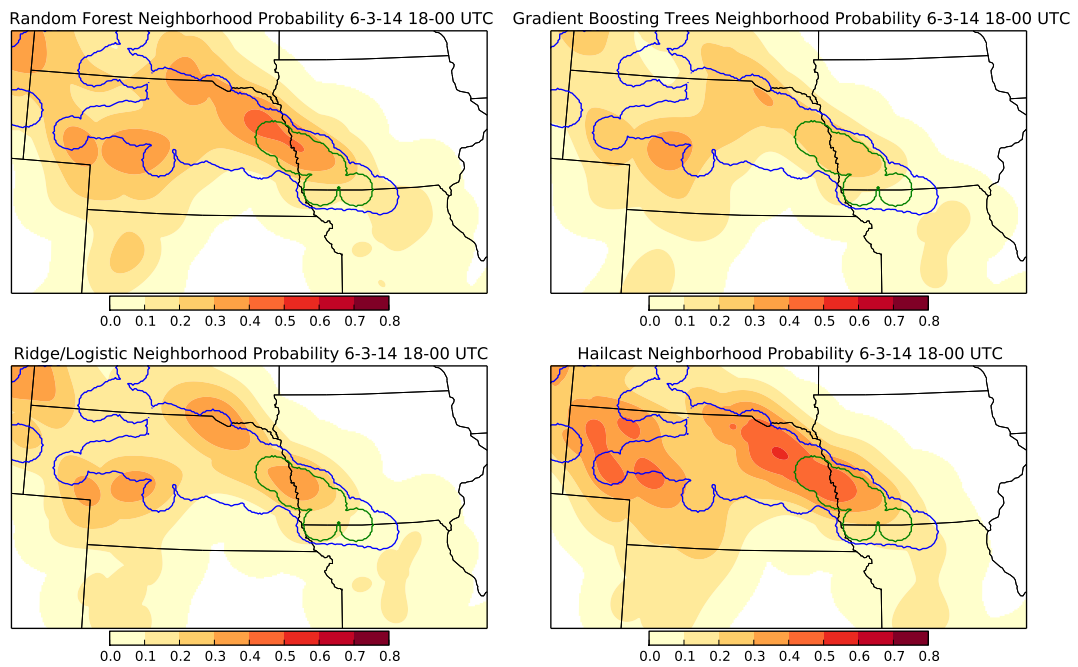 Random Forest Neighborhood Probability 6-3-14 18-00 UTC
Gradient Boosting Trees Neighborhood Probability 6-3-14 18-00 UTC
0.0 0.1 0.2 0.3 0.4 0.5 0.6 0.7 0.8
0.0 0.1 0.2 0.3 0.4 0.5 0.6 0.7 0.8
Ridge/Logistic Neighborhood Probability 6-3-14 18-00 UTC
Hailcast Neighborhood Probability 6-3-14 18-00 UTC
0.0 0.1 0.2 0.3 0.4 0.5 0.6 0.7 0.8
0.0 0.1 0.2 0.3 0.4 0.5 0.6 0.7 0.8